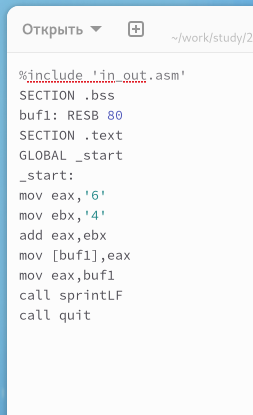 Открыть
~/work/study/2
%include 'in_out.asm'
SECTION .bss
buf1: RESB 80
SECTION .text
GLOBAL _start
_start:
mov eax,'6'
mov ebx,'4'
add eax,ebx
mov [buf1],eax
mov eax,buf1
call sprintLF
call quit